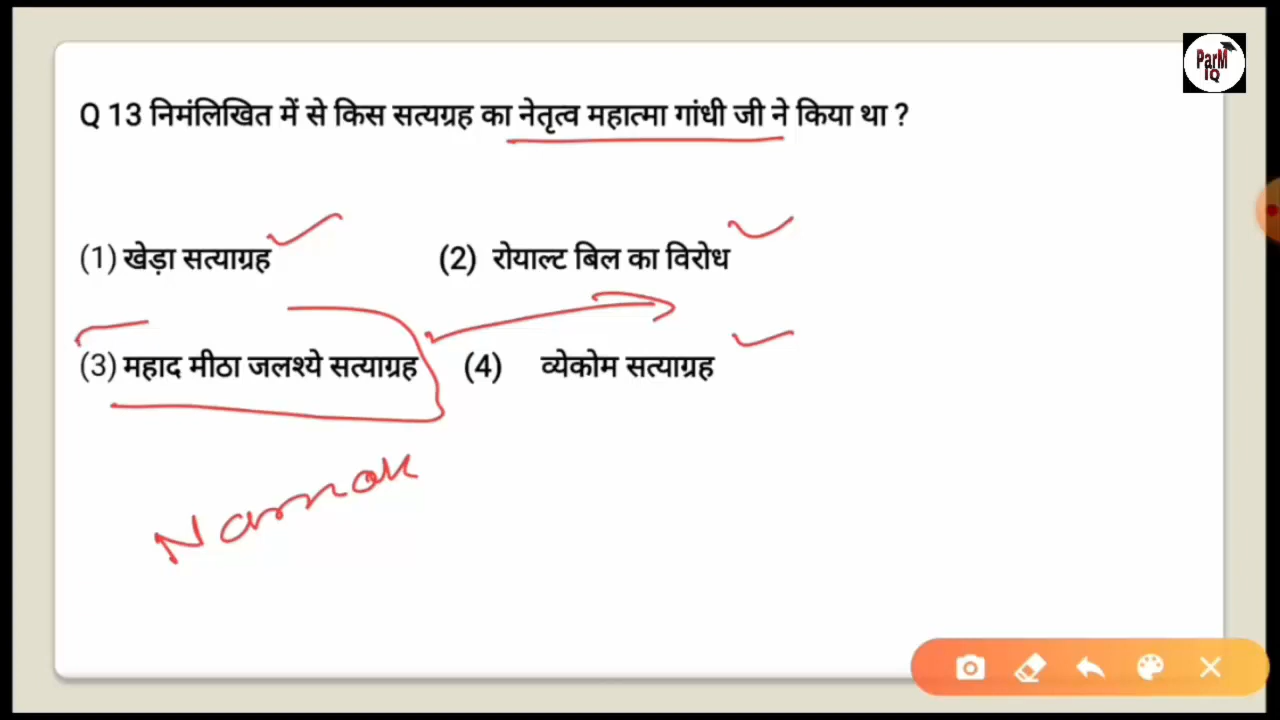 ParM
IQ
Q 13 निमंलिखित में से किस सत्यग्रह का नेतृत्व महात्मा गांधी जी ने किया था ?
(1) खेड़ा सत्याग्रह (2) रोयाल्ट बिल का विरोध
(3) महाद मीठा जलश्ये सत्याग्रह (4) व्येकोम सत्याग्रह
Namak